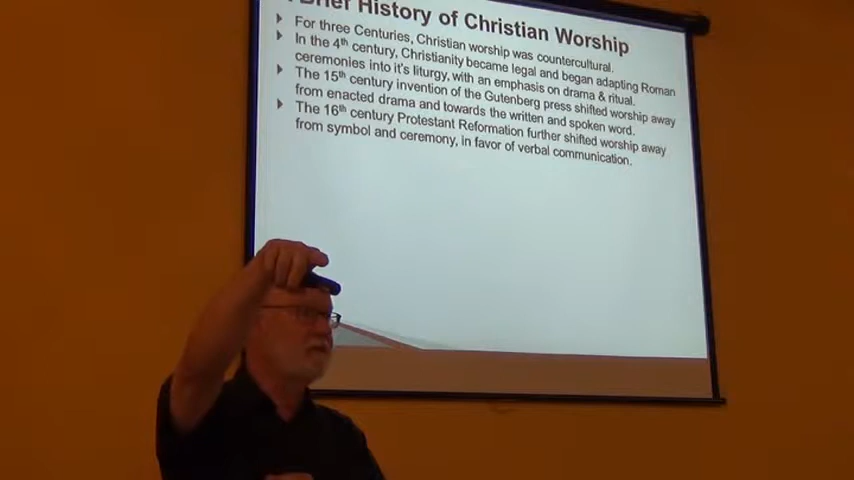 Brief History of Christian Worship
For three Centuries, Christian worship was countercultural.
In the 4th century, Christianity became legal and began adapting Roman
ceremonies into it's liturgy, with an emphasis on drama & ritual.
The 15th century invention of the Gutenberg press shifted worship away
from enacted drama and towards the written and spoken word.
The 16th century Protestant Reformation further shifted worship away
from symbol and ceremony, in favor of verbal communication.